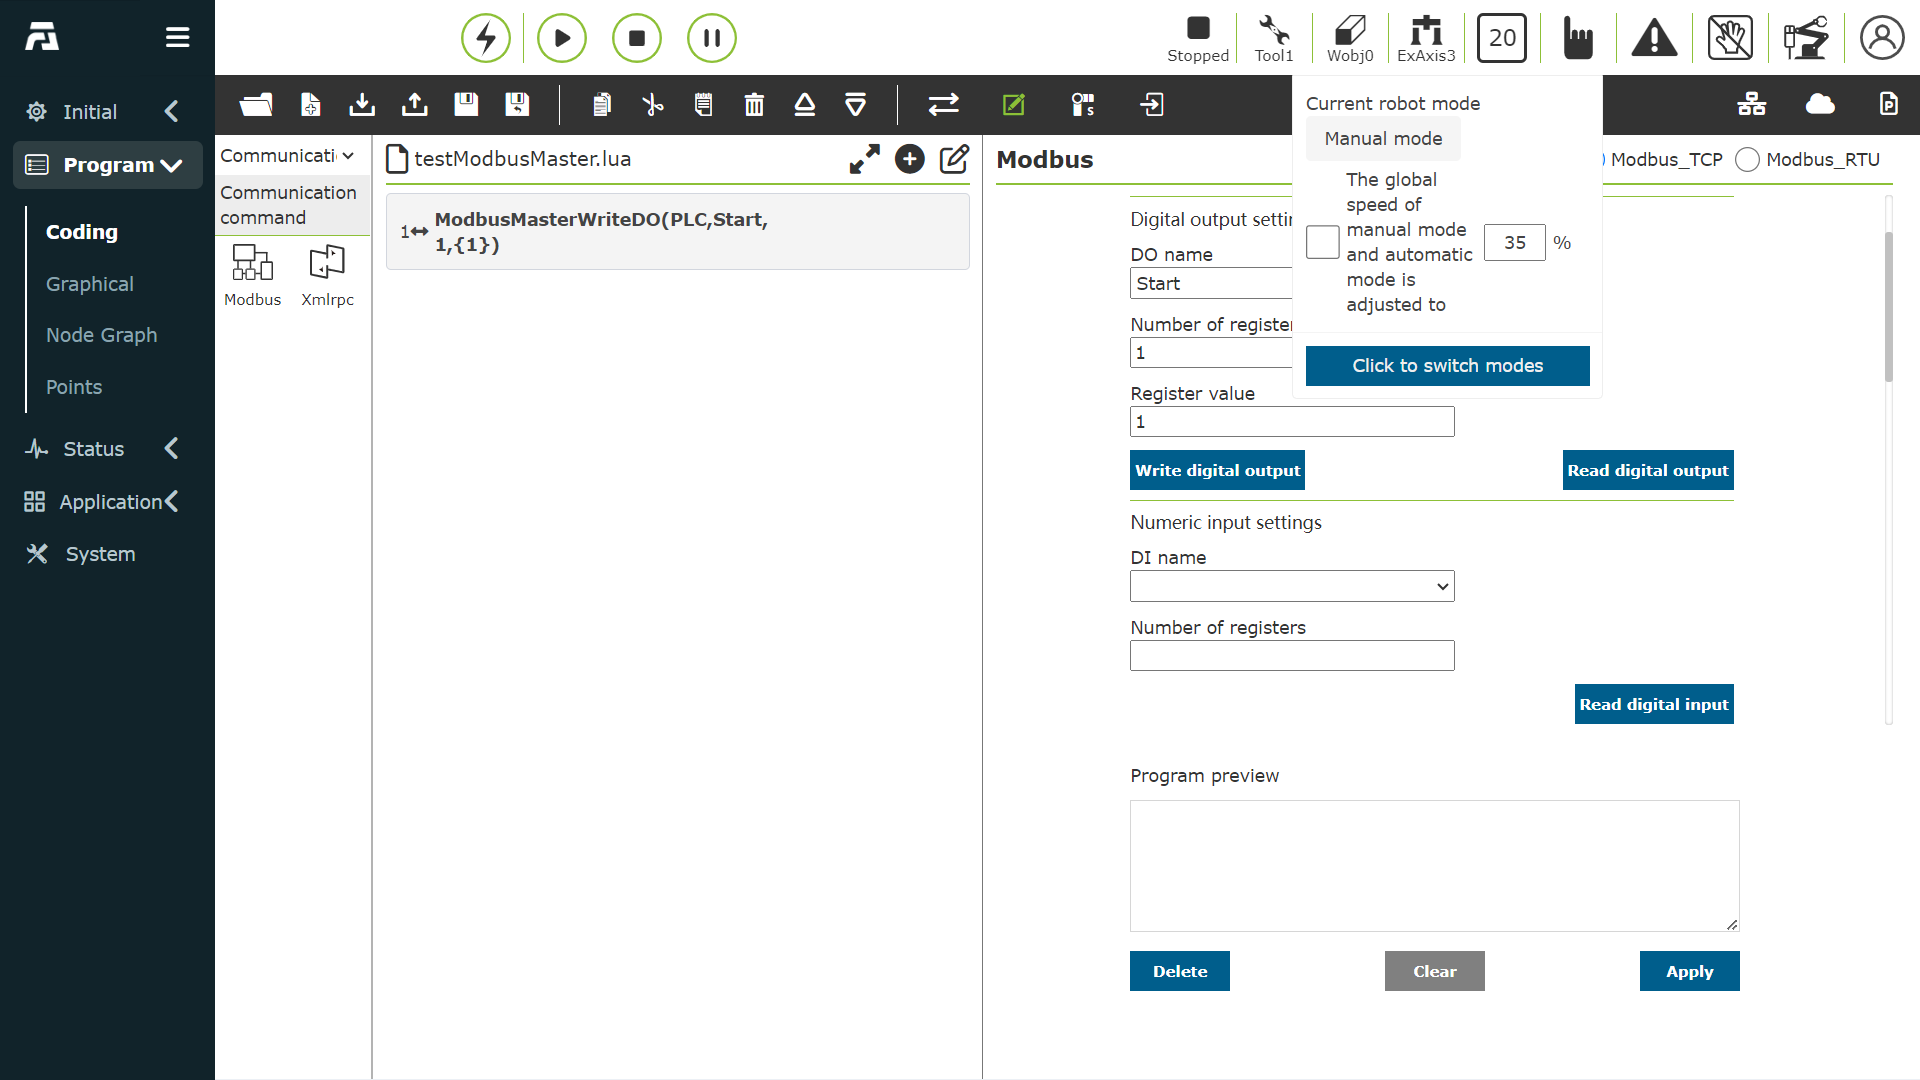 Stopped
Tool1
Wobj0
ExAxis3
20
Initial
Program
Coding
Graphical
Node Graph
Points
Status
Application
System
Communicati
Communication
command
Modbus
Xmlrpc
testModbusMaster.lua
1
ModbusMasterWriteDO(PLC,Start,
1,{1})
Current robot mode
Manual mode
The global
speed of
manual mode
and automatic
mode is
adjusted to
35 %
Click to switch modes
Modbus
Modbus_TCP
Modbus_RTU
Digital output settin
DO name
Start
Number of register
1
Register value
1
Write digital output
Read digital output
Numeric input settings
DI name
Number of registers
Read digital input
Program preview
Delete
Clear
Apply